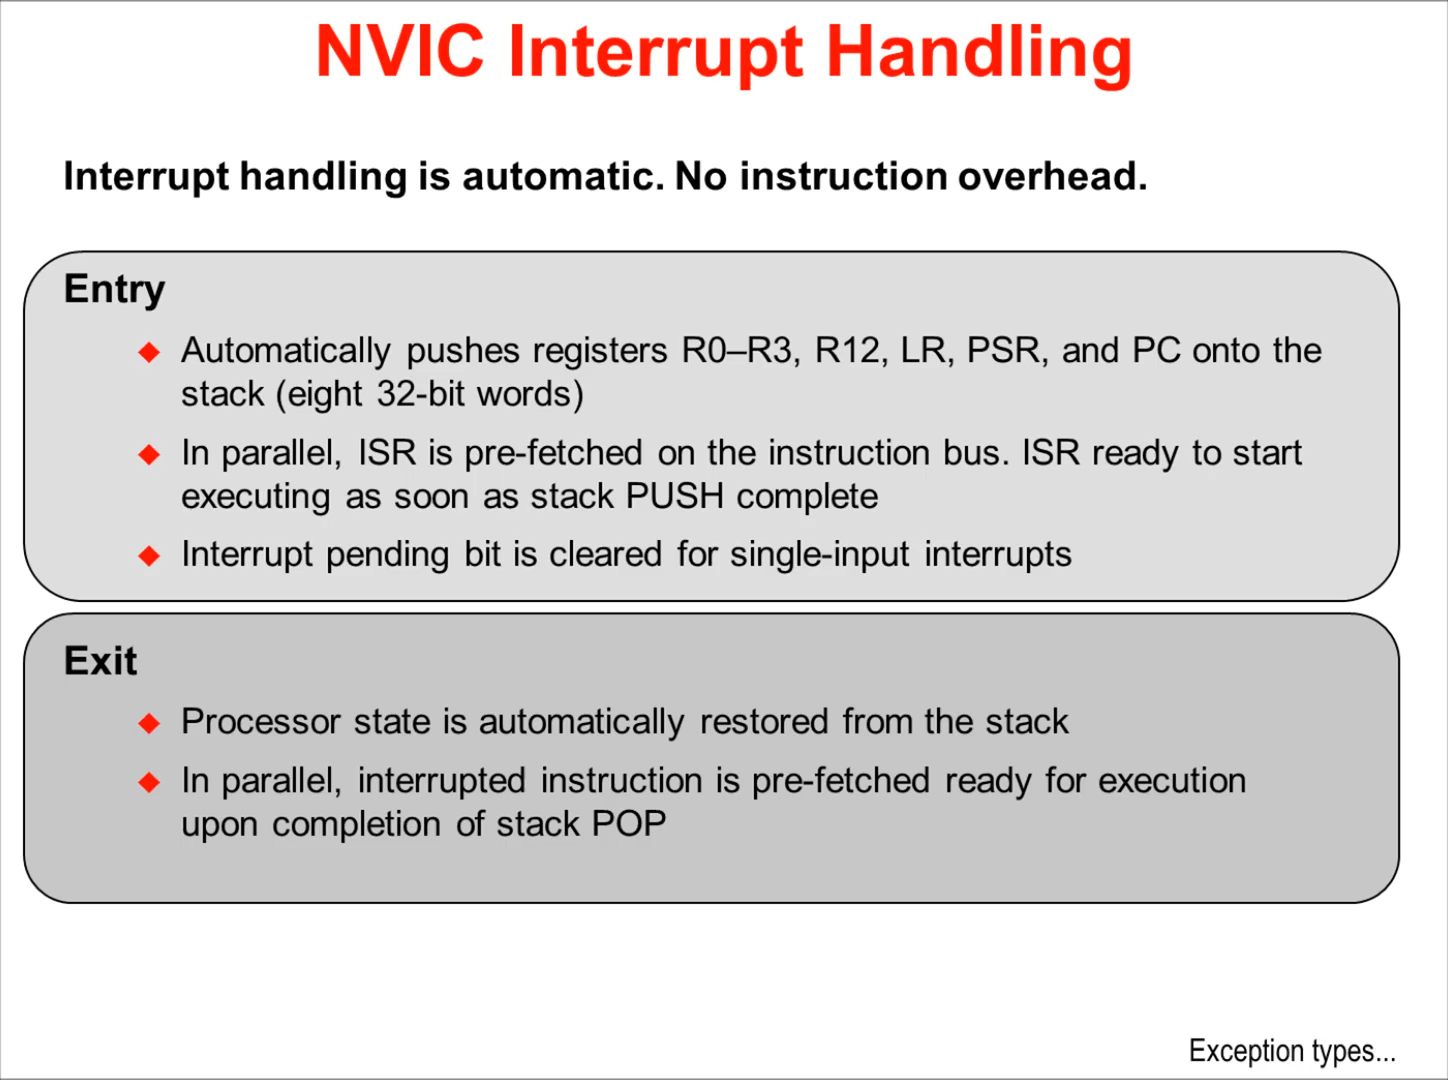 NVIC Interrupt Handling
Interrupt handling is automatic. No instruction overhead.
Entry
Automatically pushes registers R0–R3, R12, LR, PSR, and PC onto the
stack (eight 32-bit words)
In parallel, ISR is pre-fetched on the instruction bus. ISR ready to start
executing as soon as stack PUSH complete
Interrupt pending bit is cleared for single-input interrupts
Exit
Processor state is automatically restored from the stack
In parallel, interrupted instruction is pre-fetched ready for execution
upon completion of stack POP
Exception types...